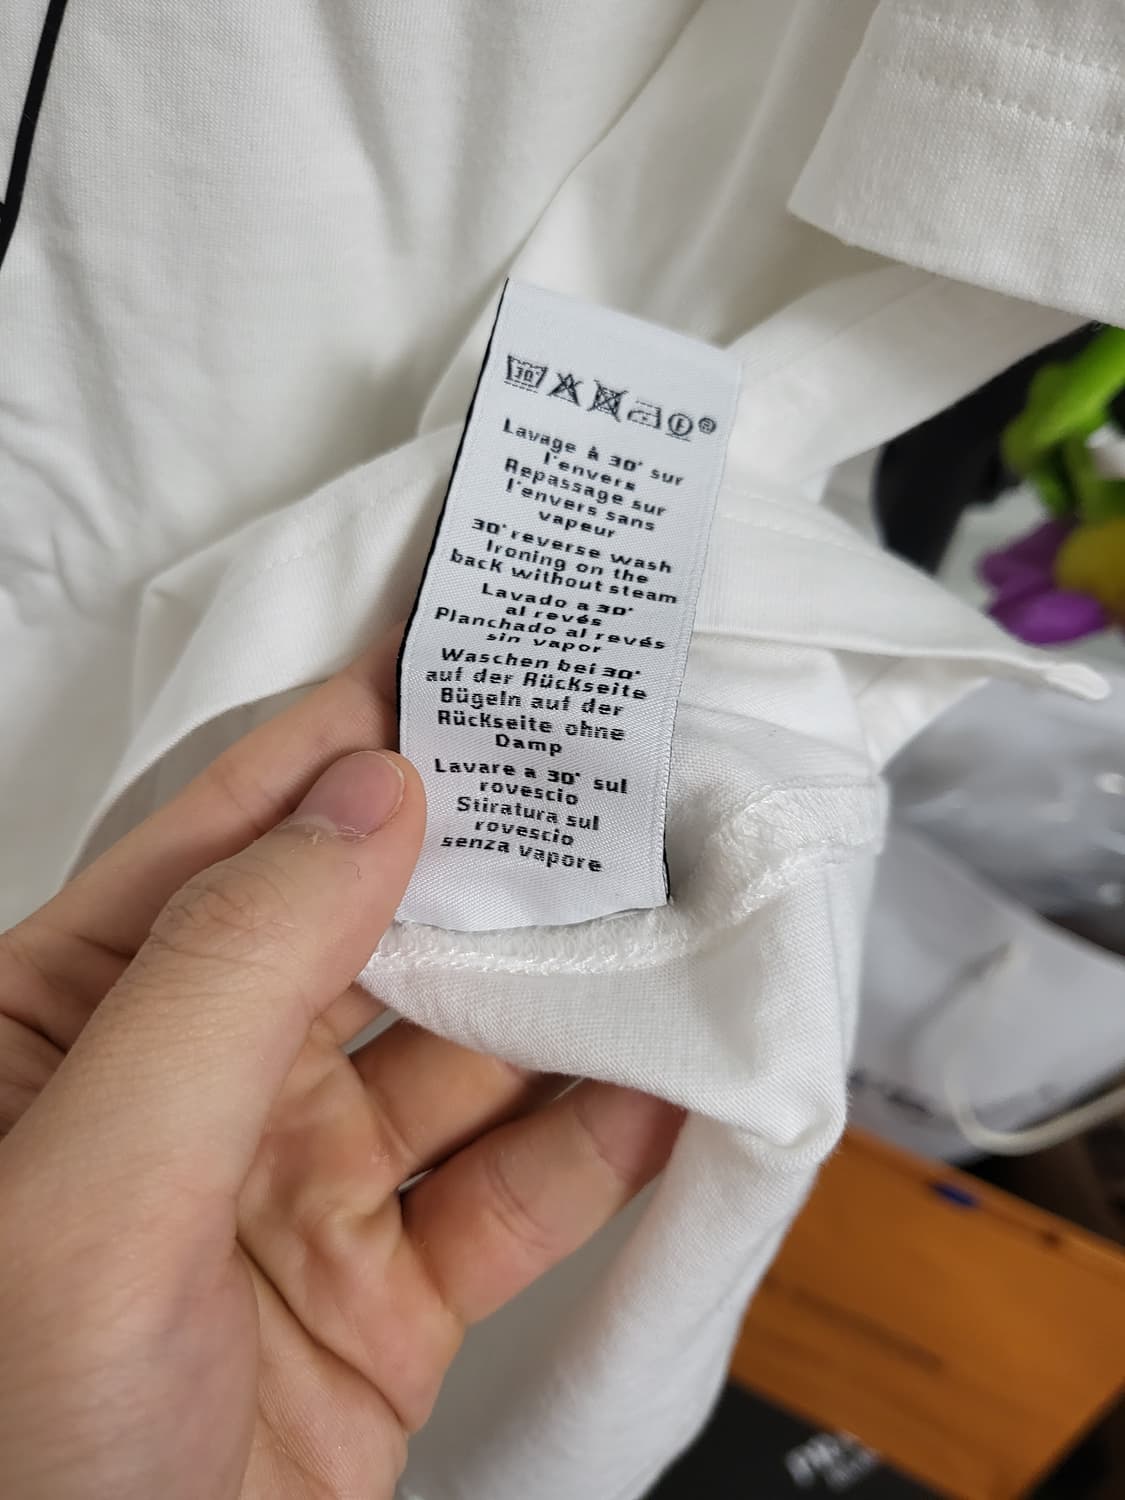 30°
F ®
Lavage à 30° sur
l'envers
Repassage sur
l'envers sans
vapeur
30° reverse wash
Ironing on the
back without steam
Lavado a 30°
al revés
Planchado al revés
sin vapor
Waschen bei 30°
auf der Rückseite
Bügeln auf der
Rückseite ohne
Damp
Lavare a 30° sul
rovescio
Stiratura sul
rovescio
senza vapore